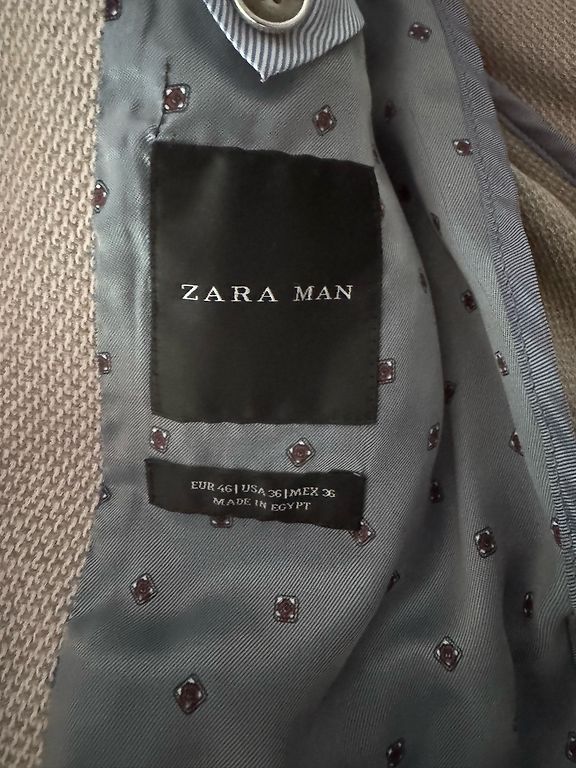 ZARA MAN
EUR 46 | USA 36 | MEX 36
MADE IN EGYPT